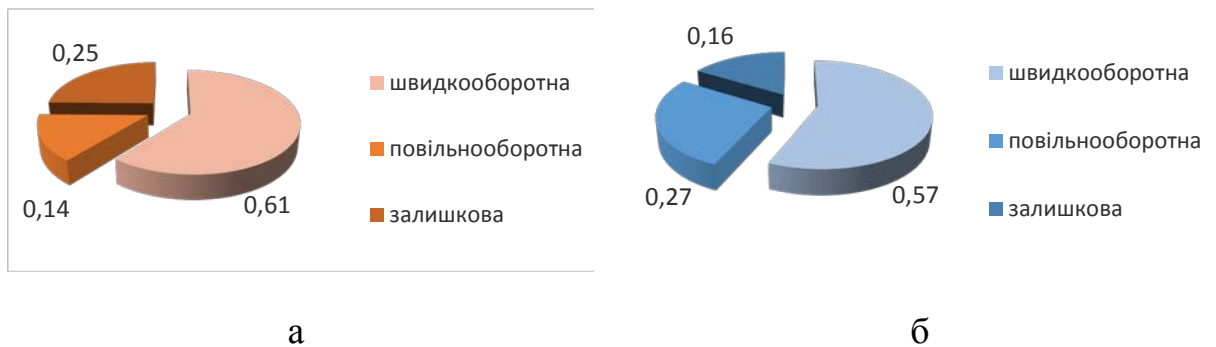 0,25
0,14
0,61
швидкооборотна
повільнооборотна
залишкова
а
0,16
0,27
0,57
швидкооборотна
повільнооборотна
залишкова
б